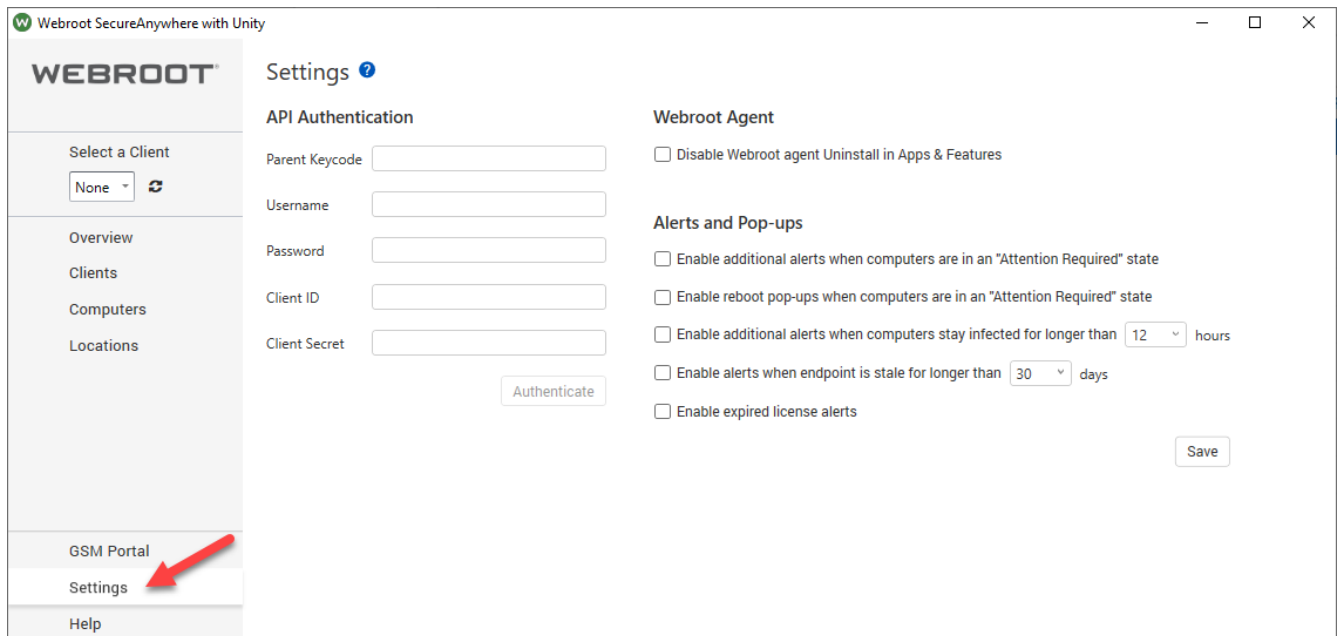 Webroot SecureAnywhere with Unity
WEBROOT
Select a Client
None
Overview
Clients
Computers
Locations
GSM Portal
Settings
Help
Settings ?
API Authentication
Parent Keycode
Username
Password
Client ID
Client Secret
Authenticate
Webroot Agent
Disable Webroot agent Uninstall in Apps & Features
Alerts and Pop-ups
Enable additional alerts when computers are in an "Attention Required" state
Enable reboot pop-ups when computers are in an "Attention Required" state
Enable additional alerts when computers stay infected for longer than 12 hours
Enable alerts when endpoint is stale for longer than 30 days
Enable expired license alerts
Save